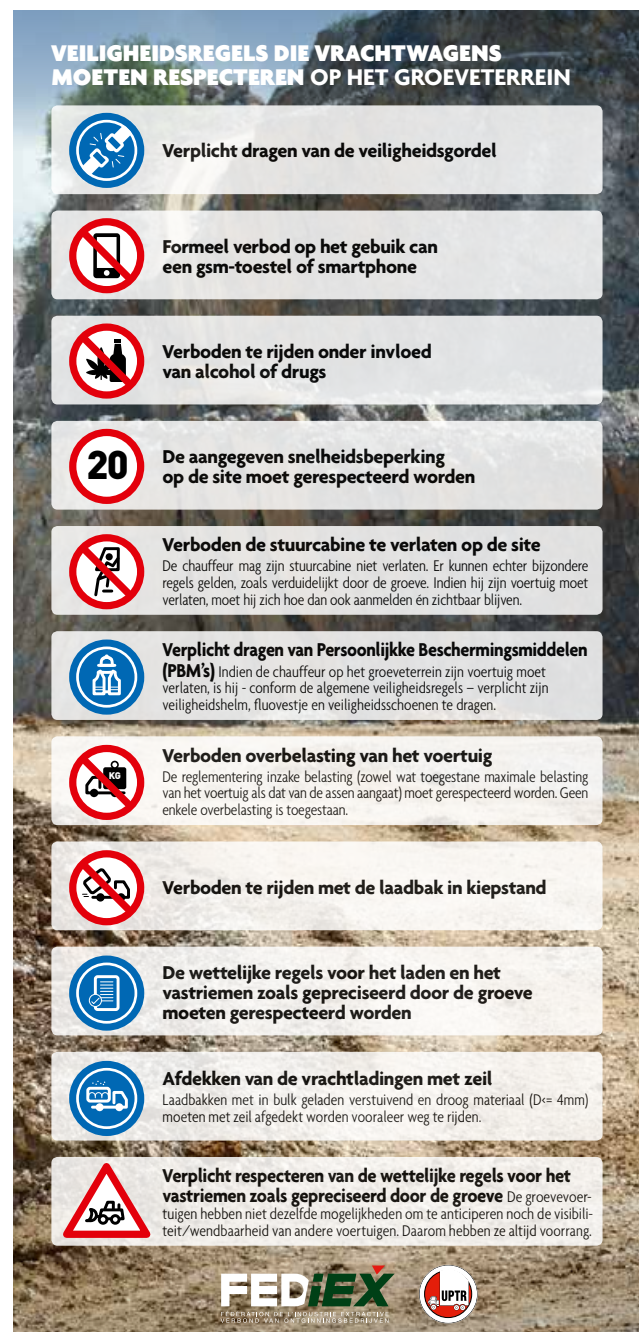 VEILIGHEIDSREGELS DIE VRACHTWAGENS
MOETEN RESPECTEREN OP HET GROEVETERREIN
Verplicht dragen van de veiligheidsgordel
Formeel verbod op het gebuik can
een gsm-toestel of smartphone
Verboden te rijden onder invloed
van alcohol of drugs
20
De aangegeven snelheidsbeperking
op de site moet gerespecteerd worden
Verboden de stuurcabine te verlaten op de site
De chauffeur mag zijn stuurcabine niet verlaten. Er kunnen echter bijzondere
regels gelden, zoals verduidelijkt door de groeve. Indien hij zijn voertuig moet
verlaten, moet hij zich hoe dan ook aanmelden én zichtbaar blijven.
Verplicht dragen van Persoonlijkke Beschermingsmiddelen
(PBM's) Indien de chauffeur op het groeveterrein zijn voertuig moet
verlaten, is hij - conform de algemene veiligheidsregels – verplicht zijn
veiligheidshelm, fluovestje en veiligheidsschoenen te dragen.
KG
Verboden overbelasting van het voertuig
De reglementering inzake belasting (zowel wat toegestane maximale belasting
van het voertuig als dat van de assen aangaat) moet gerespecteerd worden. Geen
enkele overbelasting is toegestaan.
Verboden te rijden met de laadbak in kiepstand
De wettelijke regels voor het laden en het
vastriemen zoals gepreciseerd door de groeve
moeten gerespecteerd worden
Afdekken van de vrachtladingen met zeil
Laadbakken met in bulk geladen verstuivend en droog materiaal (D<= 4mm)
moeten met zeil afgedekt worden vooraleer weg te rijden.
Verplicht respecteren van de wettelijke regels voor het
vastriemen zoals gepreciseerd door de groeve De groevevoer-
tuigen hebben niet dezelfde mogelijkheden om te anticiperen noch de visibili-
teit/wendbaarheid van andere voertuigen. Daarom hebben ze altijd voorrang.
FEDIEX
FEDERATION DE L'INDUSTRIE EXTRACTIVE
VERBOND VAN ONTGINNINGSBEDRIJVEN
UPTR